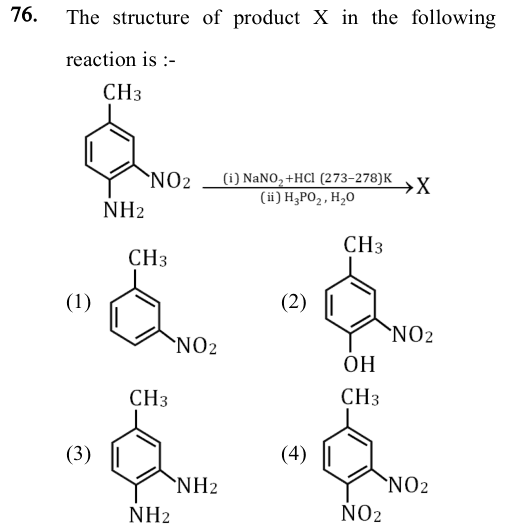 76. The structure of product X in the following
reaction is :-
CH3
NO2
NH2
(i) NaNO2+HCl (273-278)K
(ii) H3PO2, H2O
X
(1)
CH3
NO2
(2)
CH3
NO2
OH
(3)
CH3
NH2
NH2
(4)
CH3
NO2
NO2